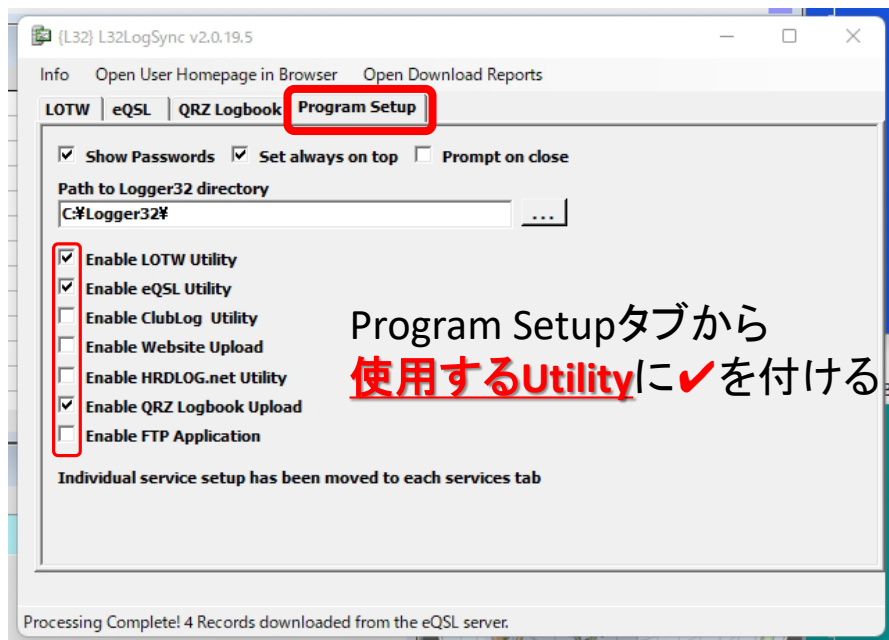 {L32} L32LogSync v2.0.19.5
Info Open User Homepage in Browser Open Download Reports
LOTW eQSL QRZ Logbook Program Setup
Show Passwords Set always on top Prompt on close
Path to Logger32 directory
C:¥Logger32¥
...
Enable LOTW Utility
Enable eQSL Utility
Enable ClubLog Utility
Enable Website Upload
Enable HRDLOG.net Utility
Enable QRZ Logbook Upload
Enable FTP Application
Program Setupタブから
使用するUtilityに✔を付ける
Individual service setup has been moved to each services tab
Processing Complete! 4 Records downloaded from the eQSL server.